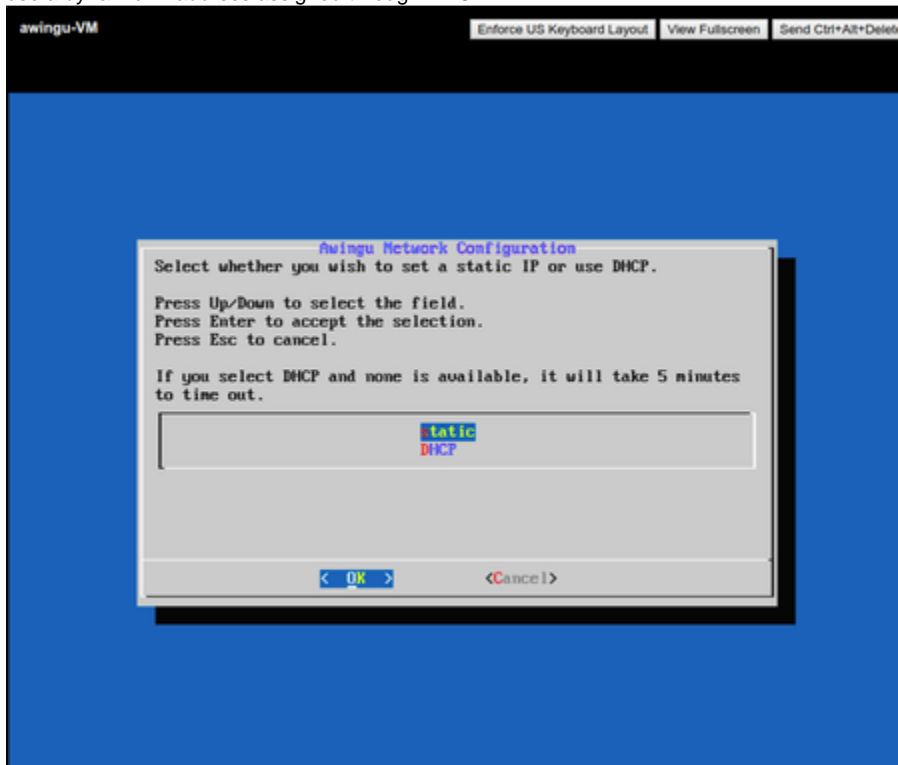 awingu-VM
Enforce US Keyboard Layout View Fullscreen Send Ctrl+Alt+Delete
Awingu Network Configuration
Select whether you wish to set a static IP or use DHCP.
Press Up/Down to select the field.
Press Enter to accept the selection.
Press Esc to cancel.
If you select DHCP and none is available, it will take 5 minutes
to time out.
static
DHCP
< OK > <Cancel>